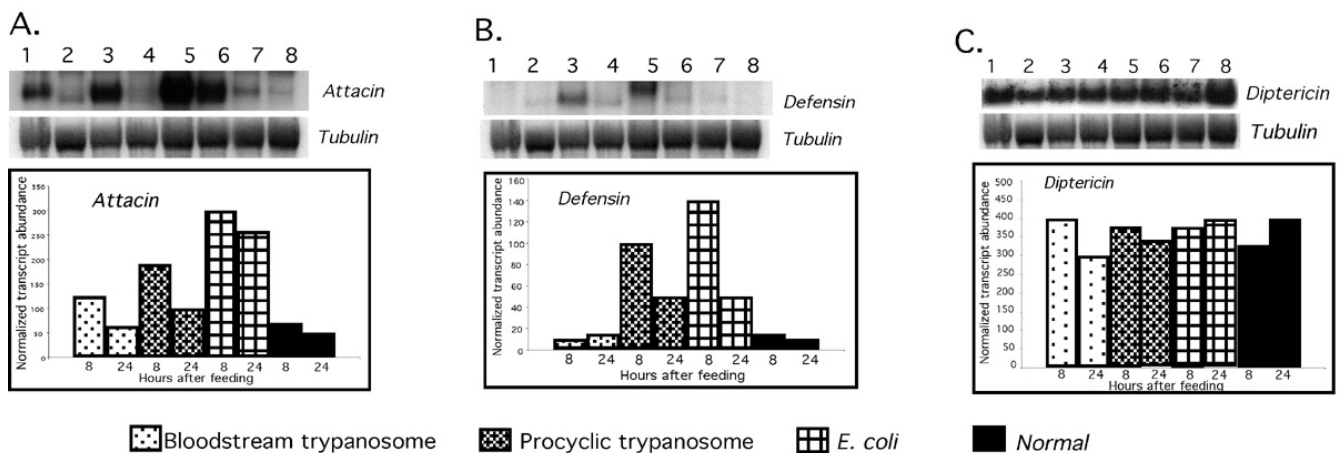 A.
1 2 3 4 5 6 7 8
Attacin
Tubulin
Attacin
Normalized transcript abundance
350
300
250
200
150
100
50
0
8 24 8 24 8 24 8 24
Hours after feeding
B.
1 2 3 4 5 6 7 8
Defensin
Tubulin
Defensin
Normalized transcript abundance
160
140
120
100
80
60
40
20
0
8 24 8 24 8 24 8 24
Hours after feeding
C.
1 2 3 4 5 6 7 8
Diptericin
Tubulin
Diptericin
Normalized transcript abundance
500
450
400
350
300
250
200
150
100
50
0
8 24 8 24 8 24 8 24
Hours after feeding
Bloodstream trypanosome Procyclic trypanosome E. coli Normal